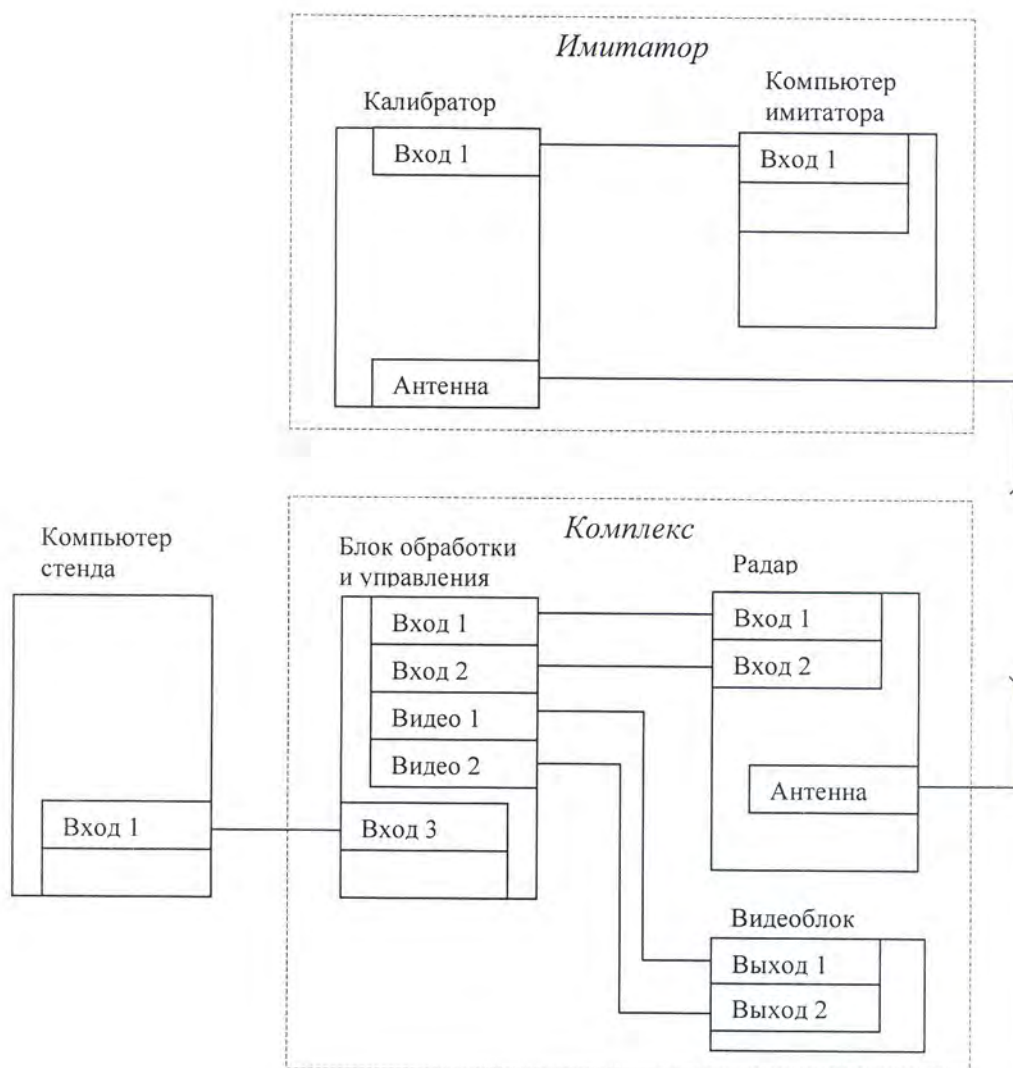 Имитатор
Калибратор
Компьютер
имитатора
Вход 1
Вход 1
Антенна
Комплекс
Компьютер
стенда
Блок обработки
и управления
Радар
Вход 1
Вход 2
Видео 1
Видео 2
Вход 3
Вход 1
Вход 1
Вход 2
Антенна
Видеоблок
Выход 1
Выход 2